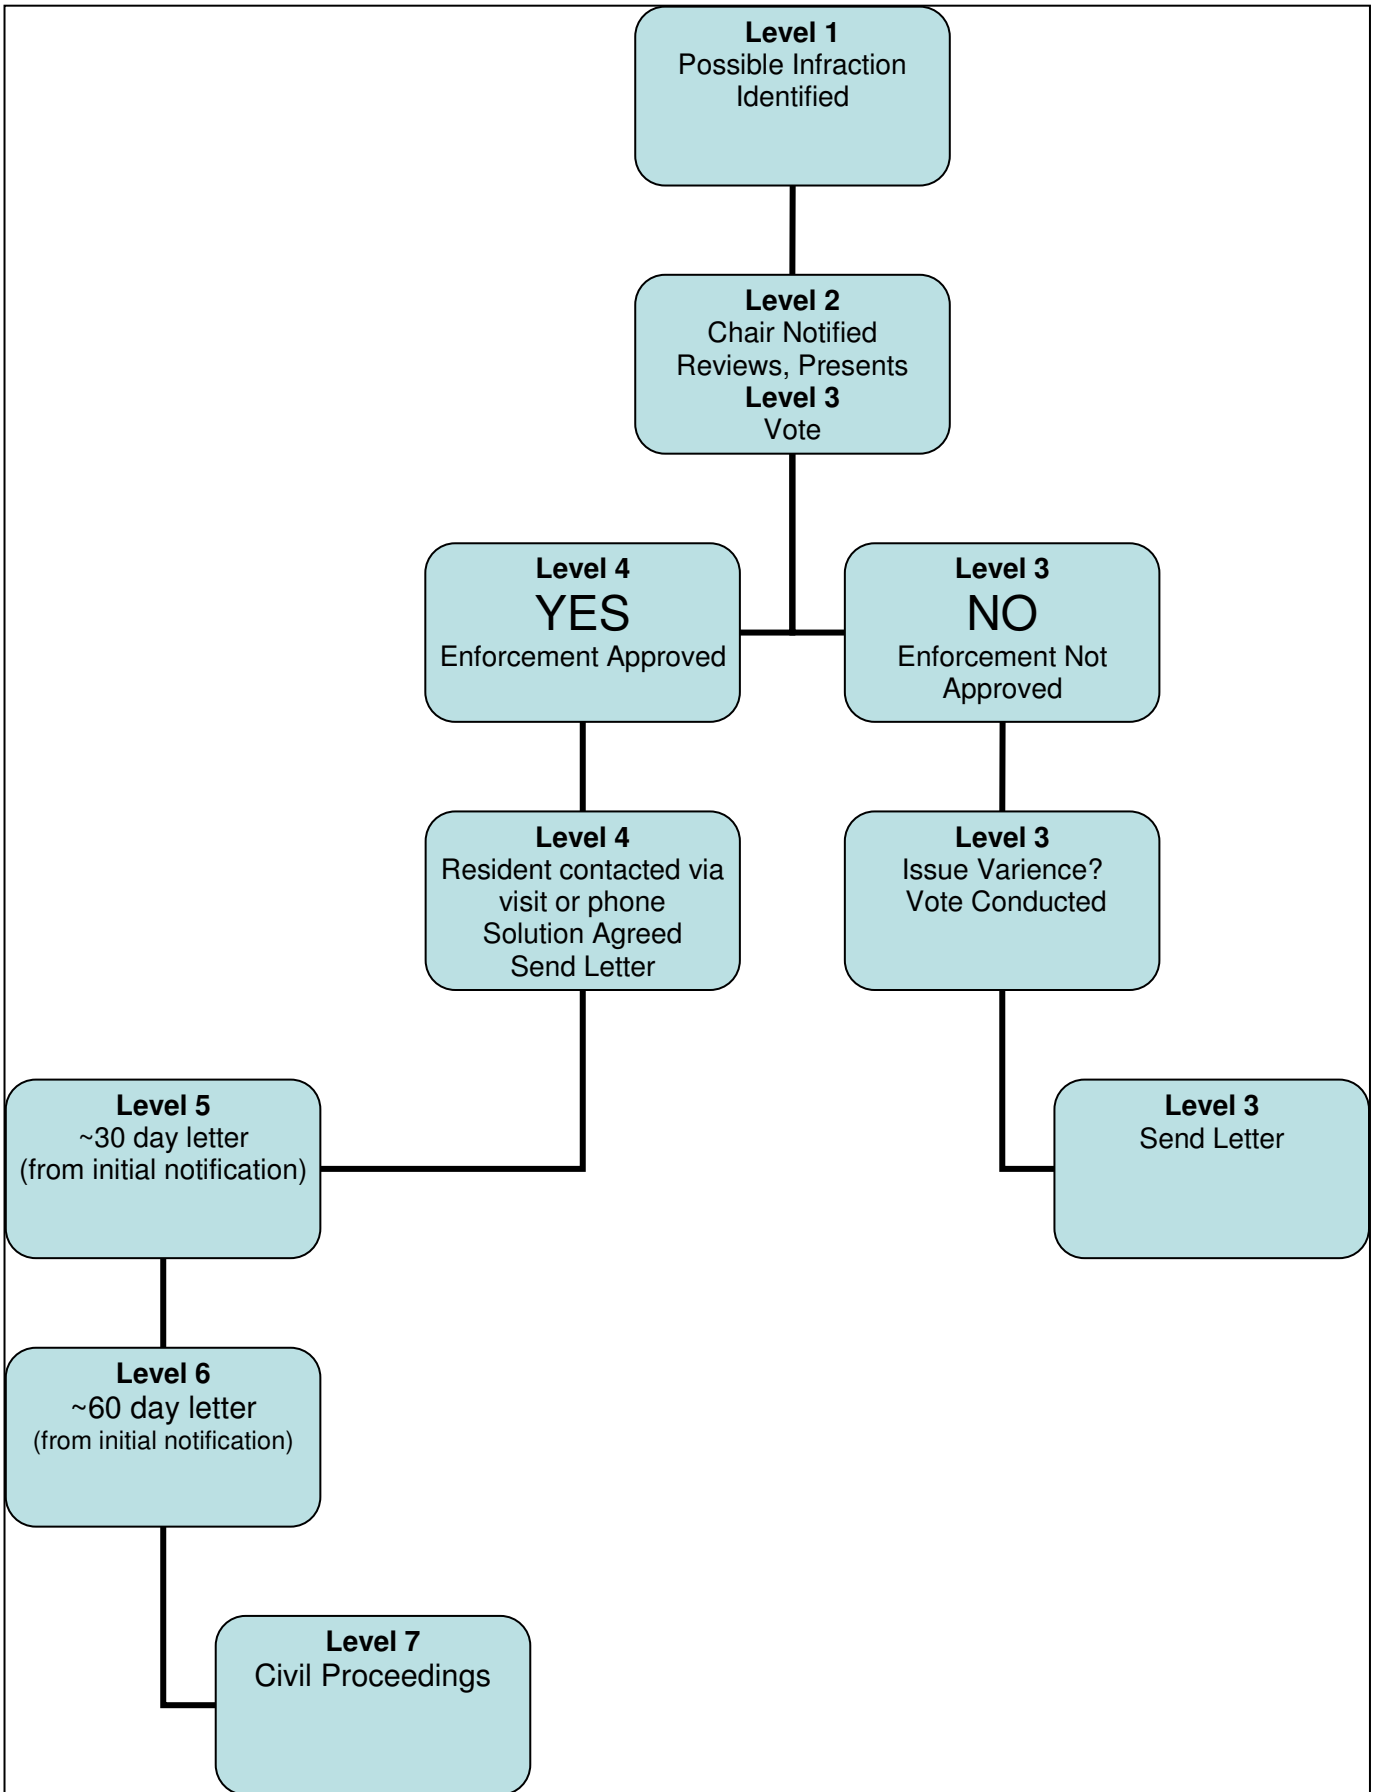 Level 1
Possible Infraction
Identified
Level 2
Chair Notified
Reviews, Presents
Level 3
Vote
Level 4
YES
Enforcement Approved
Level 3
NO
Enforcement Not
Approved
Level 4
Resident contacted via
visit or phone
Solution Agreed
Send Letter
Level 3
Issue Varience?
Vote Conducted
Level 5
~30 day letter
(from initial notification)
Level 3
Send Letter
Level 6
~60 day letter
(from initial notification)
Level 7
Civil Proceedings